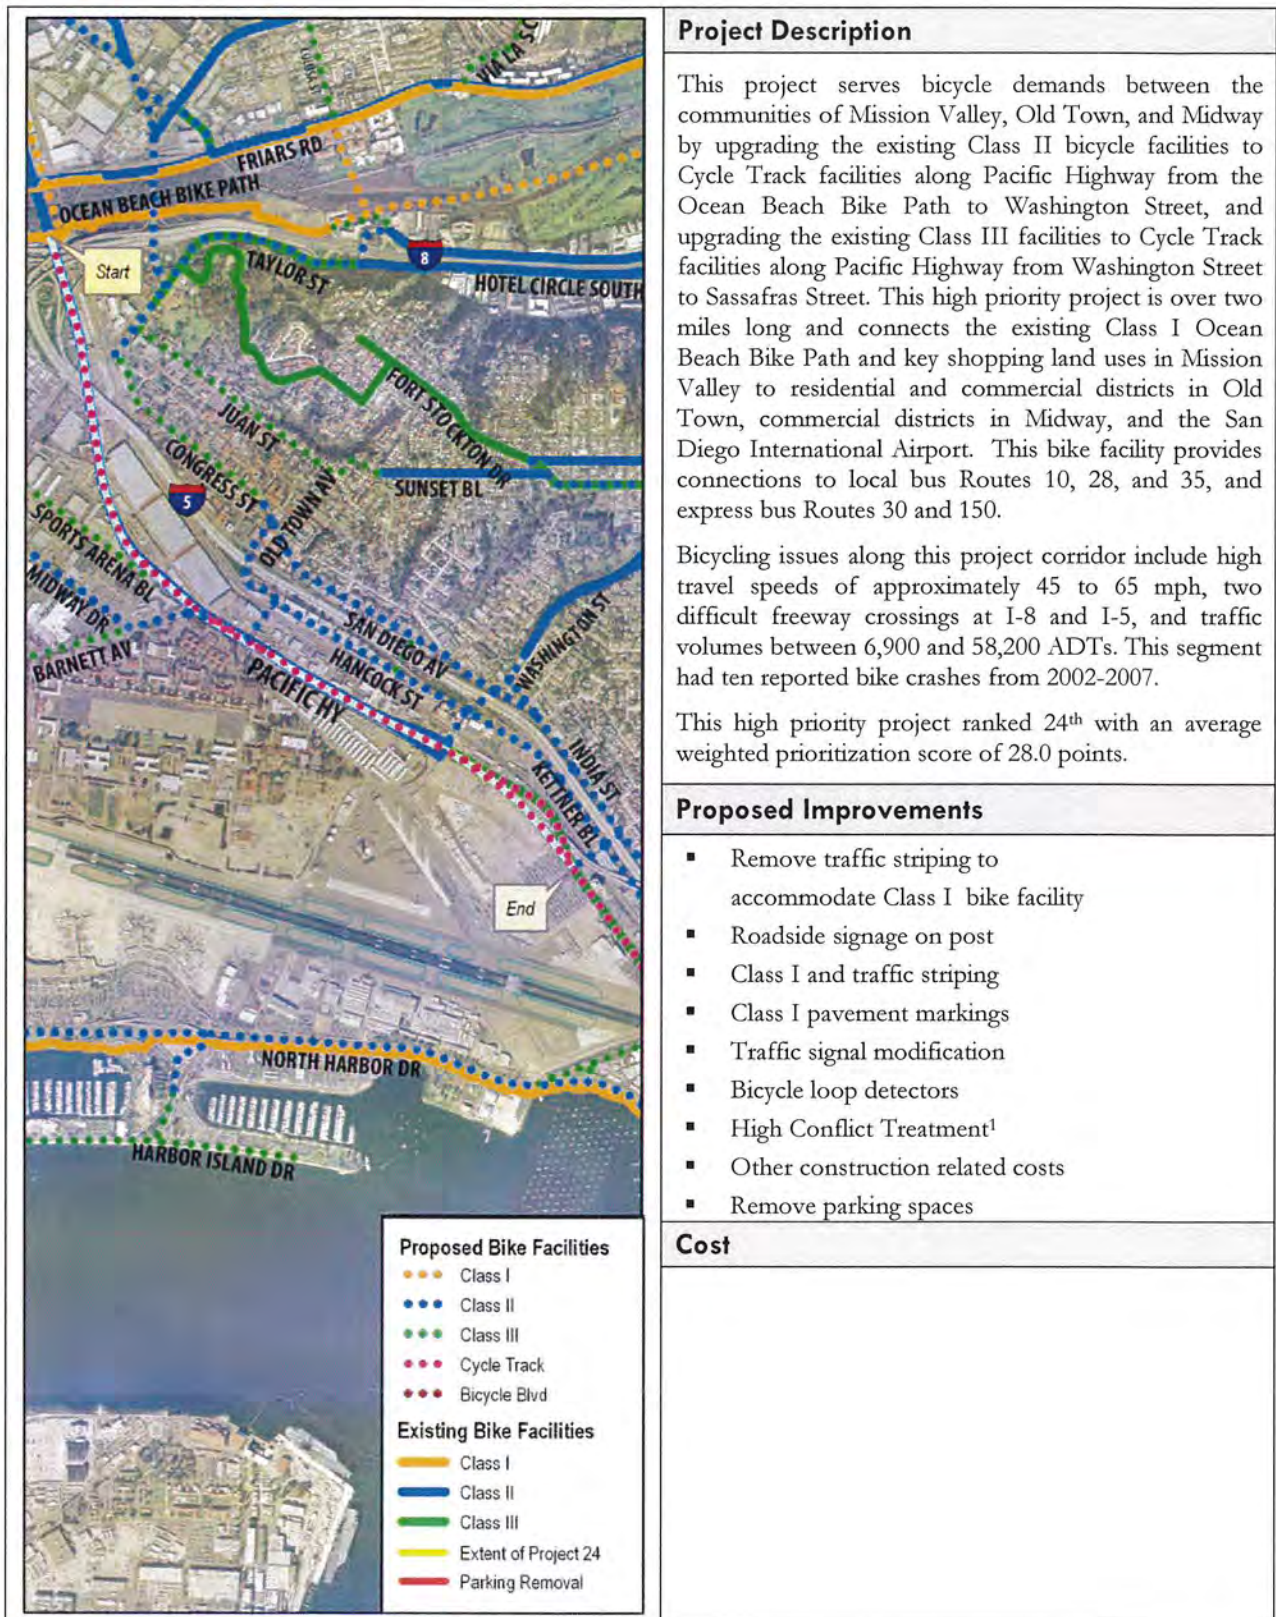 Project Description
This project serves bicycle demands between the
communities of Mission Valley, Old Town, and Midway
by upgrading the existing Class II bicycle facilities to
Cycle Track facilities along Pacific Highway from the
Ocean Beach Bike Path to Washington Street, and
upgrading the existing Class III facilities to Cycle Track
facilities along Pacific Highway from Washington Street
to Sassafras Street. This high priority project is over two
miles long and connects the existing Class I Ocean
Beach Bike Path and key shopping land uses in Mission
Valley to residential and commercial districts in Old
Town, commercial districts in Midway, and the San
Diego International Airport. This bike facility provides
connections to local bus Routes 10, 28, and 35, and
express bus Routes 30 and 150.
Bicycling issues along this project corridor include high
travel speeds of approximately 45 to 65 mph, two
difficult freeway crossings at I-8 and I-5, and traffic
volumes between 6,900 and 58,200 ADTs. This segment
had ten reported bike crashes from 2002-2007.
This high priority project ranked 24th with an average
weighted prioritization score of 28.0 points.
Proposed Improvements
▪ Remove traffic striping to
accommodate Class I bike facility
▪ Roadside signage on post
▪ Class I and traffic striping
▪ Class I pavement markings
▪ Traffic signal modification
▪ Bicycle loop detectors
▪ High Conflict Treatment¹
▪ Other construction related costs
▪ Remove parking spaces
Cost
VIA LAS C
FRIARS RD
OCEAN BEACH BIKE PATH
Start
TAYLOR ST
8
HOTEL CIRCLE SOUTH
FORT STOCKTON DR
JUAN ST
CONGRESS ST
SUNSET BL
5
OLD TOWN AV
SPORTS ARENA BL
MIDWAY DR
BARNETT AV
SAN DIEGO AV
HANCOCK ST
WASHINGTON ST
PACIFIC HY
INDIA ST
KETTNER BL
End
NORTH HARBOR DR
HARBOR ISLAND DR
Proposed Bike Facilities
Class I
Class II
Class III
Cycle Track
Bicycle Blvd
Existing Bike Facilities
Class I
Class II
Class III
Extent of Project 24
Parking Removal